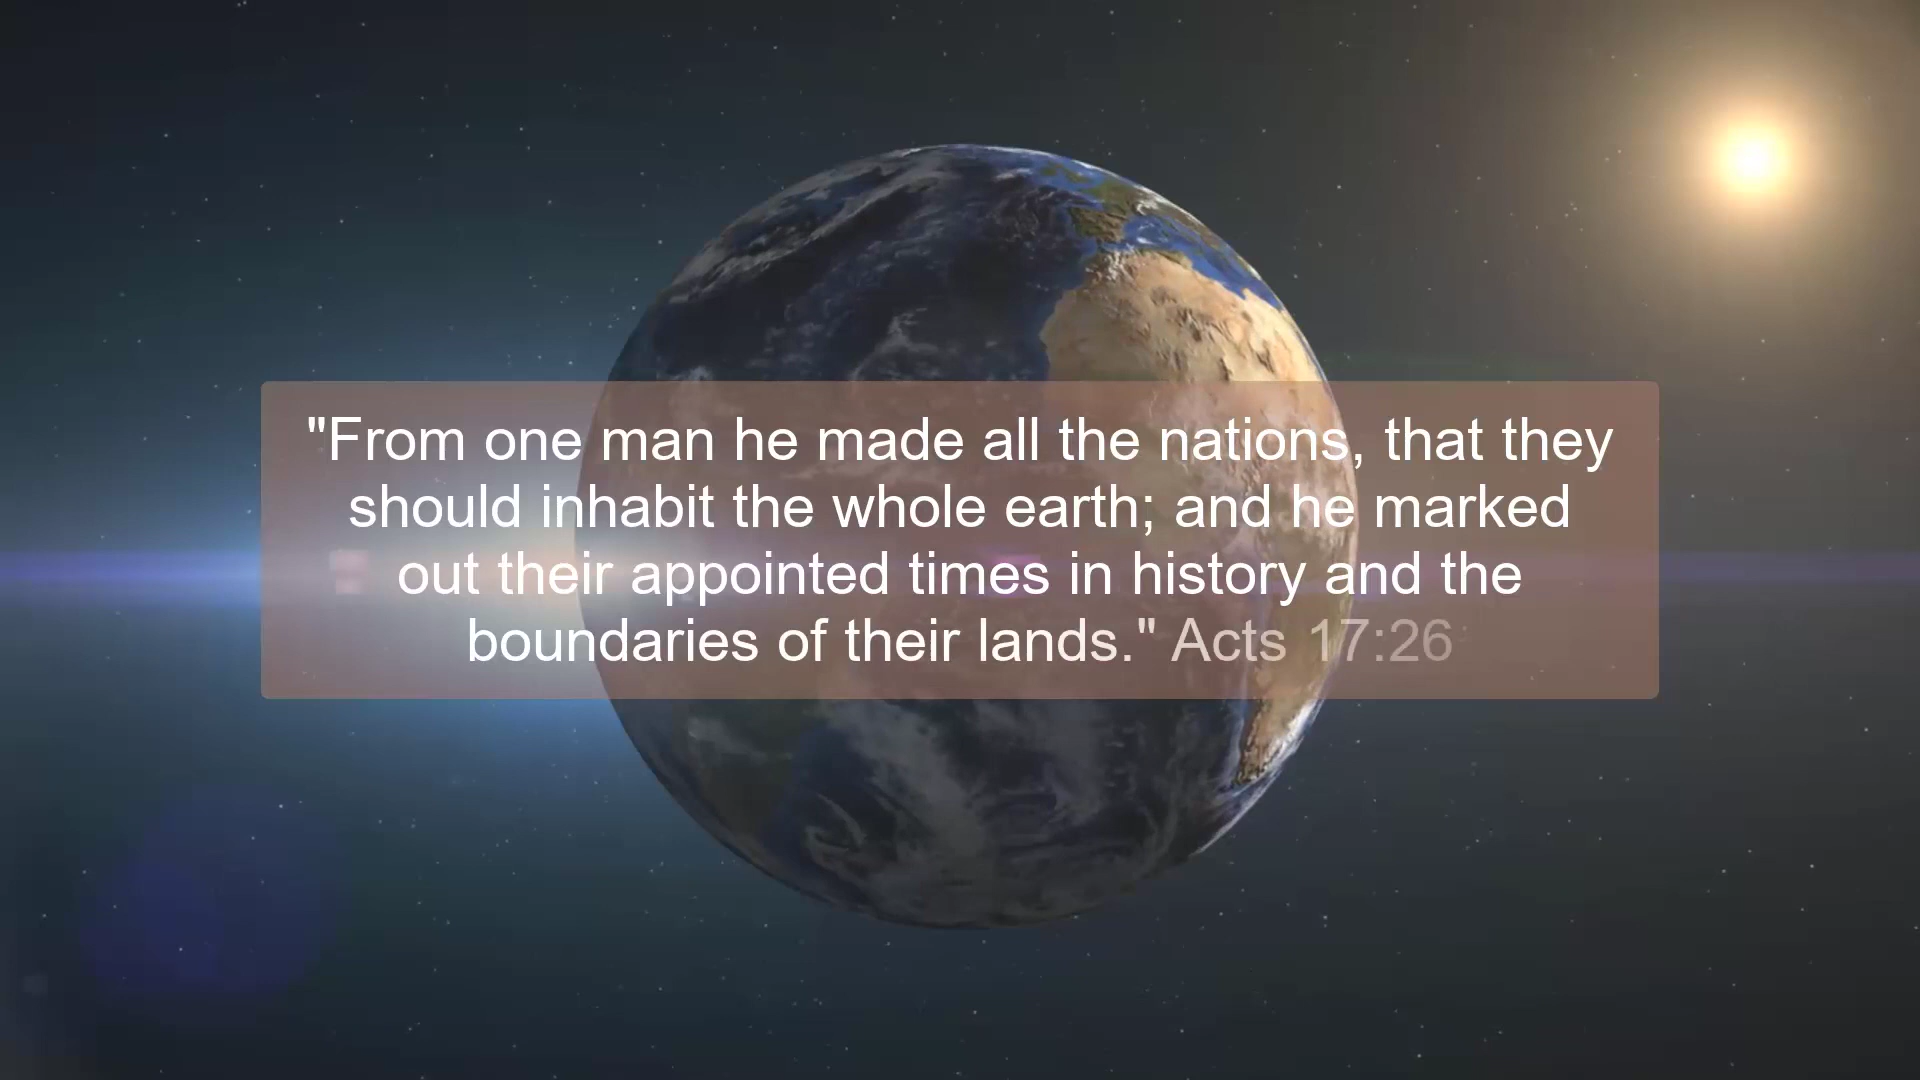 "From one man he made all the nations, that they
should inhabit the whole earth; and he marked
out their appointed times in history and the
boundaries of their lands." Acts 17:26